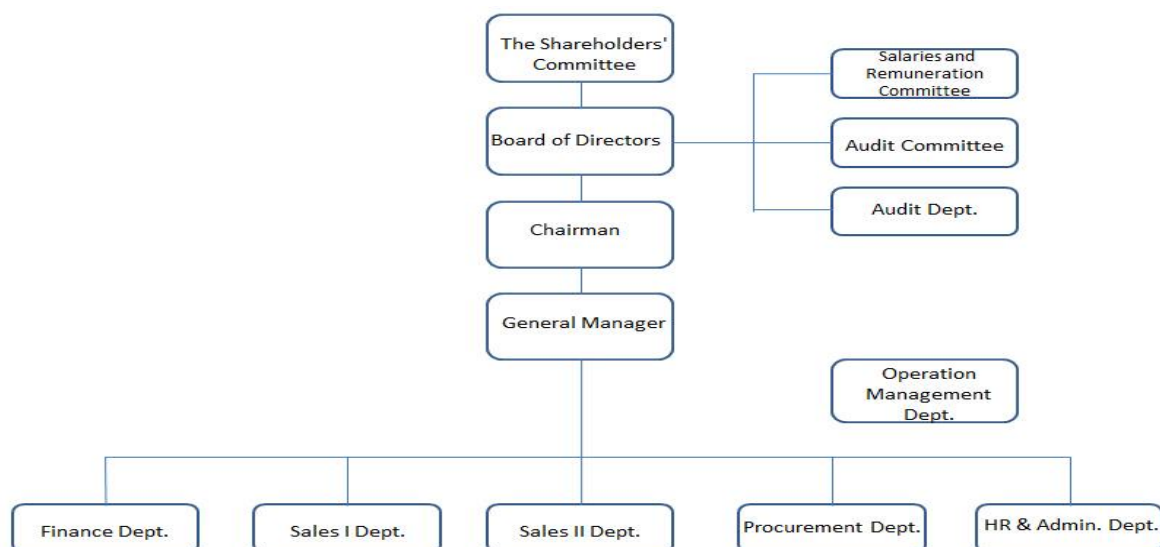 The Shareholders'
Committee
Salaries and
Remuneration
Committee
Board of Directors
Audit Committee
Audit Dept.
Chairman
General Manager
Operation
Management
Dept.
Finance Dept.
Sales I Dept.
Sales II Dept.
Procurement Dept.
HR & Admin. Dept.